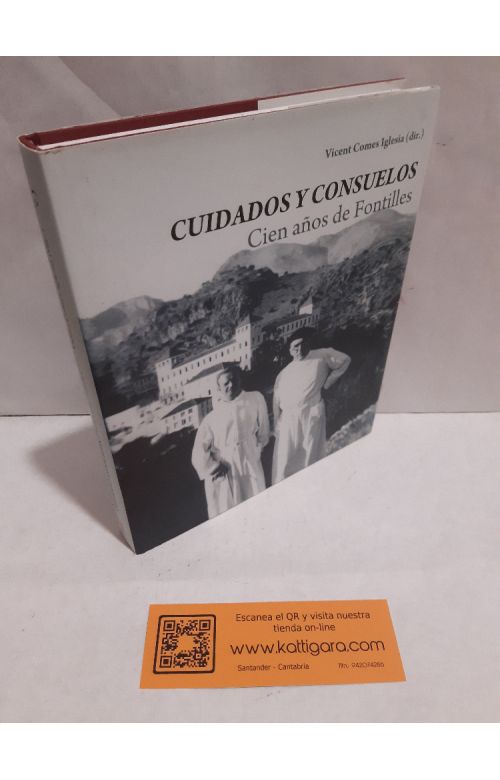 Vicent Comes Iglesia (dir.)
CUIDADOS Y CONSUELOS
Cien años de Fontilles
Escanea el QR y visita nuestra
tienda on-line
www.kattigara.com
Santander - Cantabria